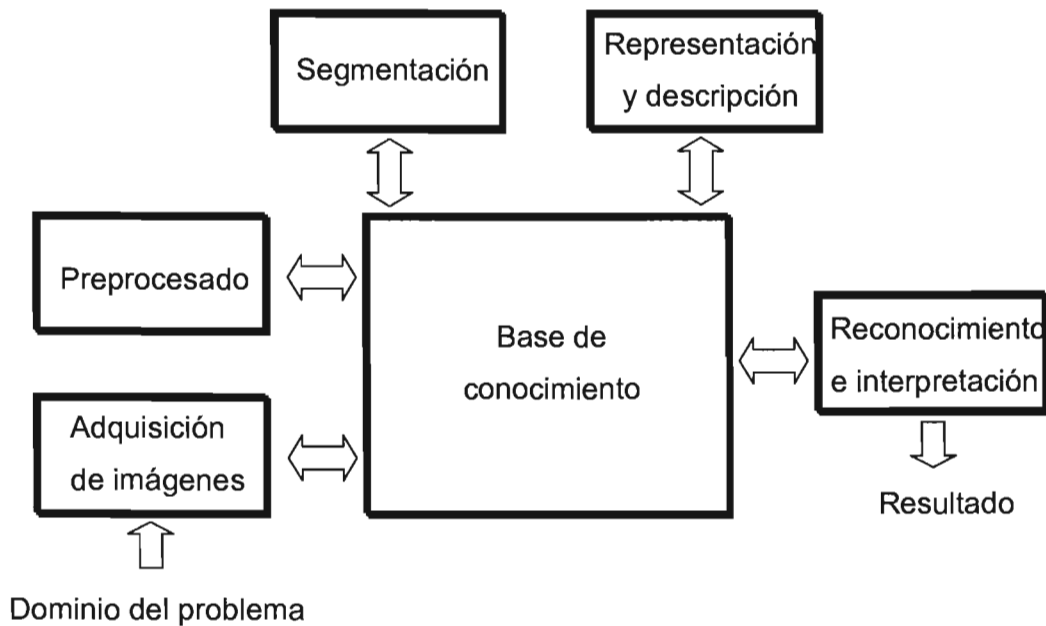 Segmentación
Representación
y descripción
Preprocesado
Base de
conocimiento
Reconocimiento
e interpretación
Adquisición
de imágenes
Resultado
Dominio del problema